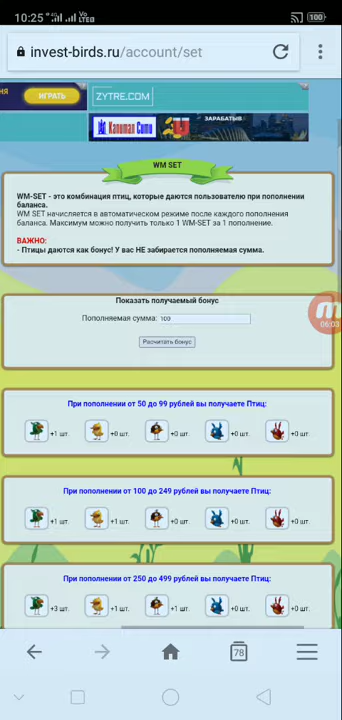 10:25
100
invest-birds.ru/account/set
ИГРАТЬ
ZYTRE.COM
ЗАРАБАТЫВ
WM SET
WM-SET - это комбинация птиц, которые даются пользователю при пополнении
баланса.
WM SET начисляется в автоматическом режиме после каждого пополнения
баланса. Максимум можно получить только 1 WM-SET за 1 пополнение.
ВАЖНО:
- Птицы даются как бонус! У вас НЕ забирается пополняемая сумма.
Показать получаемый бонус
Пополняемая сумма: 100
06:03
Расчитать бонус
При пополнении от 50 до 99 рублей вы получаете Птиц:
+1 шт. +0 шт. +0 шт. +0 шт. +0 шт.
При пополнении от 100 до 249 рублей вы получаете Птиц:
+1 шт. +1 шт. +0 шт. +0 шт. +0 шт.
При пополнении от 250 до 499 рублей вы получаете Птиц:
+3 шт. +1 шт. +1 шт. +0 шт. +0 шт.
78